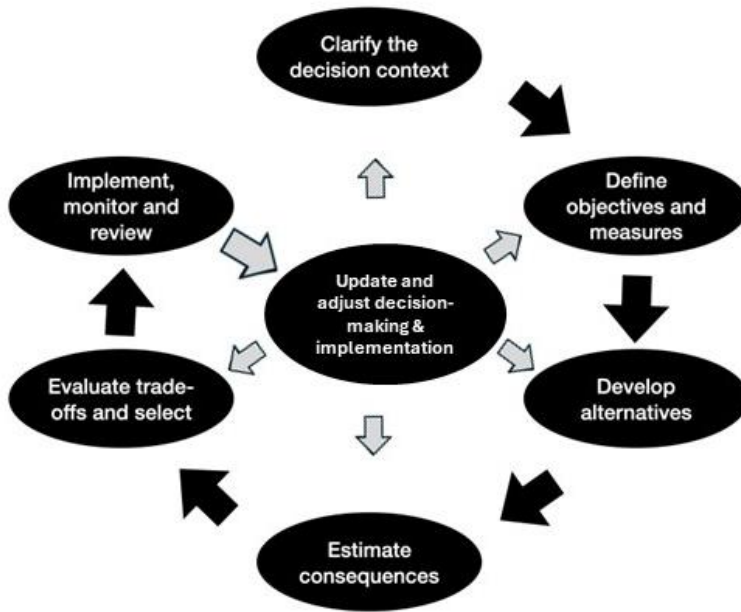 Clarify the
decision context
Define
objectives and
measures
Develop
alternatives
Estimate
consequences
Evaluate trade-
offs and select
Implement,
monitor and
review
Update and
adjust decision-
making &
implementation